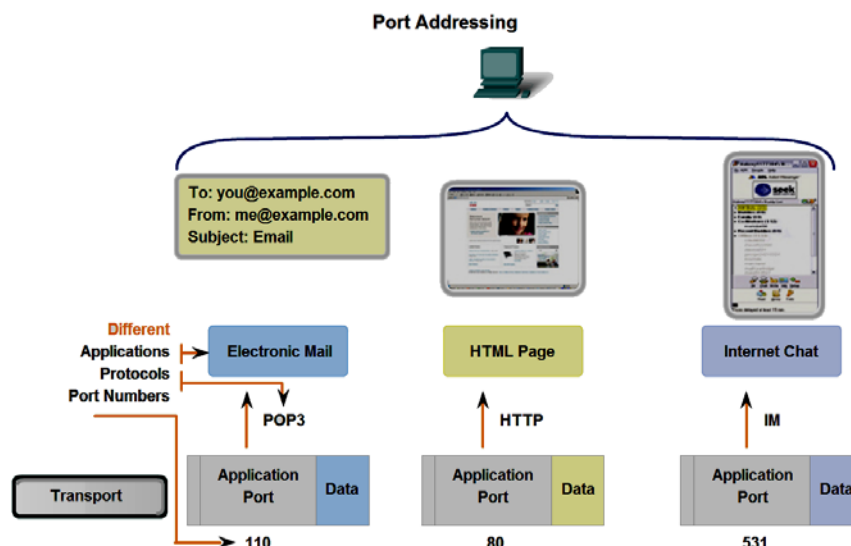 Port Addressing
To: you@example.com
From: me@example.com
Subject: Email
seek
Different
Applications
Protocols
Port Numbers
Electronic Mail
HTML Page
Internet Chat
POP3
HTTP
IM
Transport
Application
Port
Data
Application
Port
Data
Application
Port
Data
110
80
531